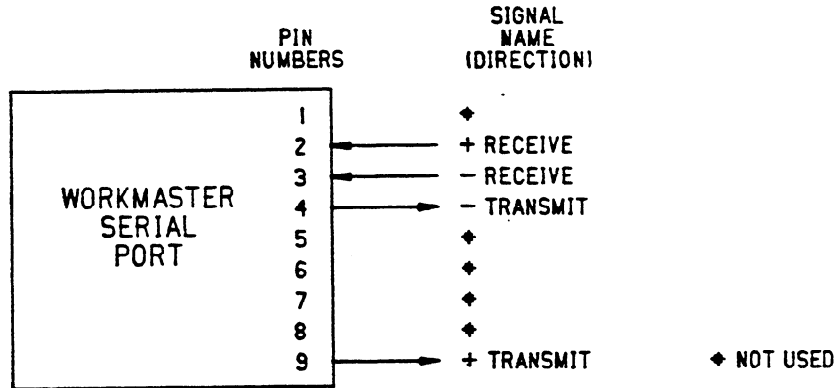 PIN NUMBERS
SIGNAL NAME (DIRECTION)
WORKMASTER SERIAL PORT
1 ◆
2 + RECEIVE
3 − RECEIVE
4 − TRANSMIT
5 ◆
6 ◆
7 ◆
8 ◆
9 + TRANSMIT
◆ NOT USED